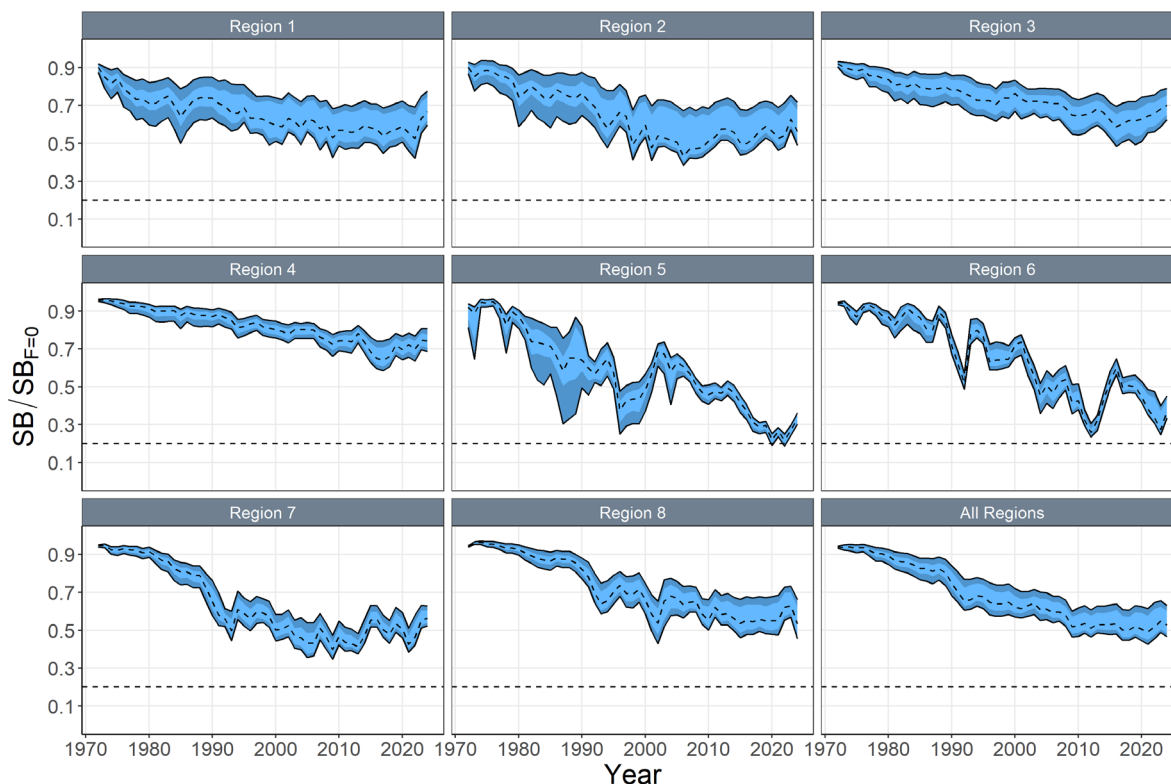 Region 1
Region 2
Region 3
0.9
0.7
0.5
0.3
0.1
Region 4
Region 5
Region 6
0.9
0.7
0.5
0.3
0.1
SB / SBF=0
Region 7
Region 8
All Regions
0.9
0.7
0.5
0.3
0.1
1970 1980 1990 2000 2010 2020 1970 1980 1990 2000 2010 2020 1970 1980 1990 2000 2010 2020
Year